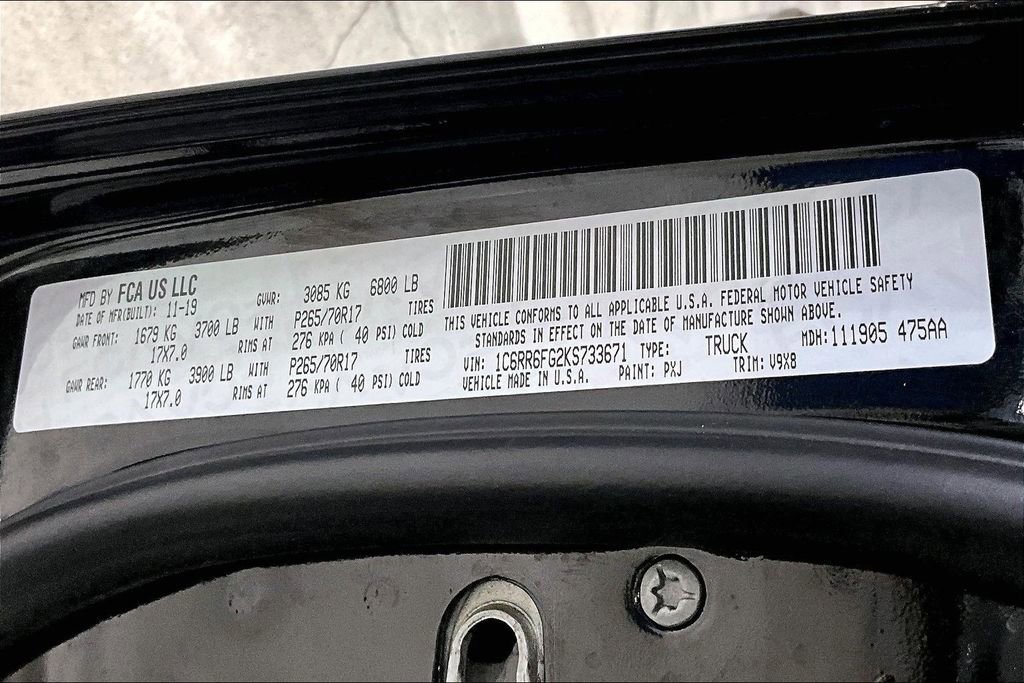 MFD BY FCA US LLC
DATE OF MFR(BUILT): 11-19 GVWR: 3085 KG 6800 LB
GAWR FRONT: 1679 KG 3700 LB WITH P265/70R17 TIRES
17X7.0 RIMS AT 276 KPA ( 40 PSI) COLD
GAWR REAR: 1770 KG 3900 LB WITH P265/70R17 TIRES
17X7.0 RIMS AT 276 KPA ( 40 PSI) COLD
THIS VEHICLE CONFORMS TO ALL APPLICABLE U.S.A. FEDERAL MOTOR VEHICLE SAFETY
STANDARDS IN EFFECT ON THE DATE OF MANUFACTURE SHOWN ABOVE.
VIN: 1C6RR6FG2KS733671 TYPE: TRUCK MDH: 111905 475AA
VEHICLE MADE IN U.S.A. PAINT: PXJ TRIM: V9X8